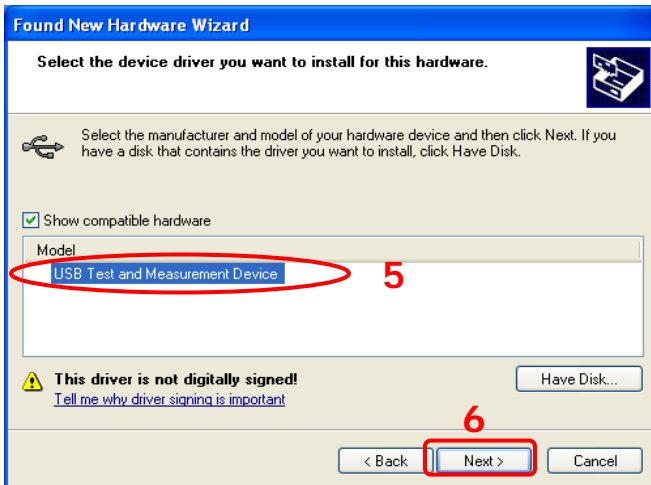 Found New Hardware Wizard
Select the device driver you want to install for this hardware.
Select the manufacturer and model of your hardware device and then click Next. If you
have a disk that contains the driver you want to install, click Have Disk.
Show compatible hardware
Model
USB Test and Measurement Device
5
This driver is not digitally signed!
Have Disk...
Tell me why driver signing is important
6
< Back
Next >
Cancel